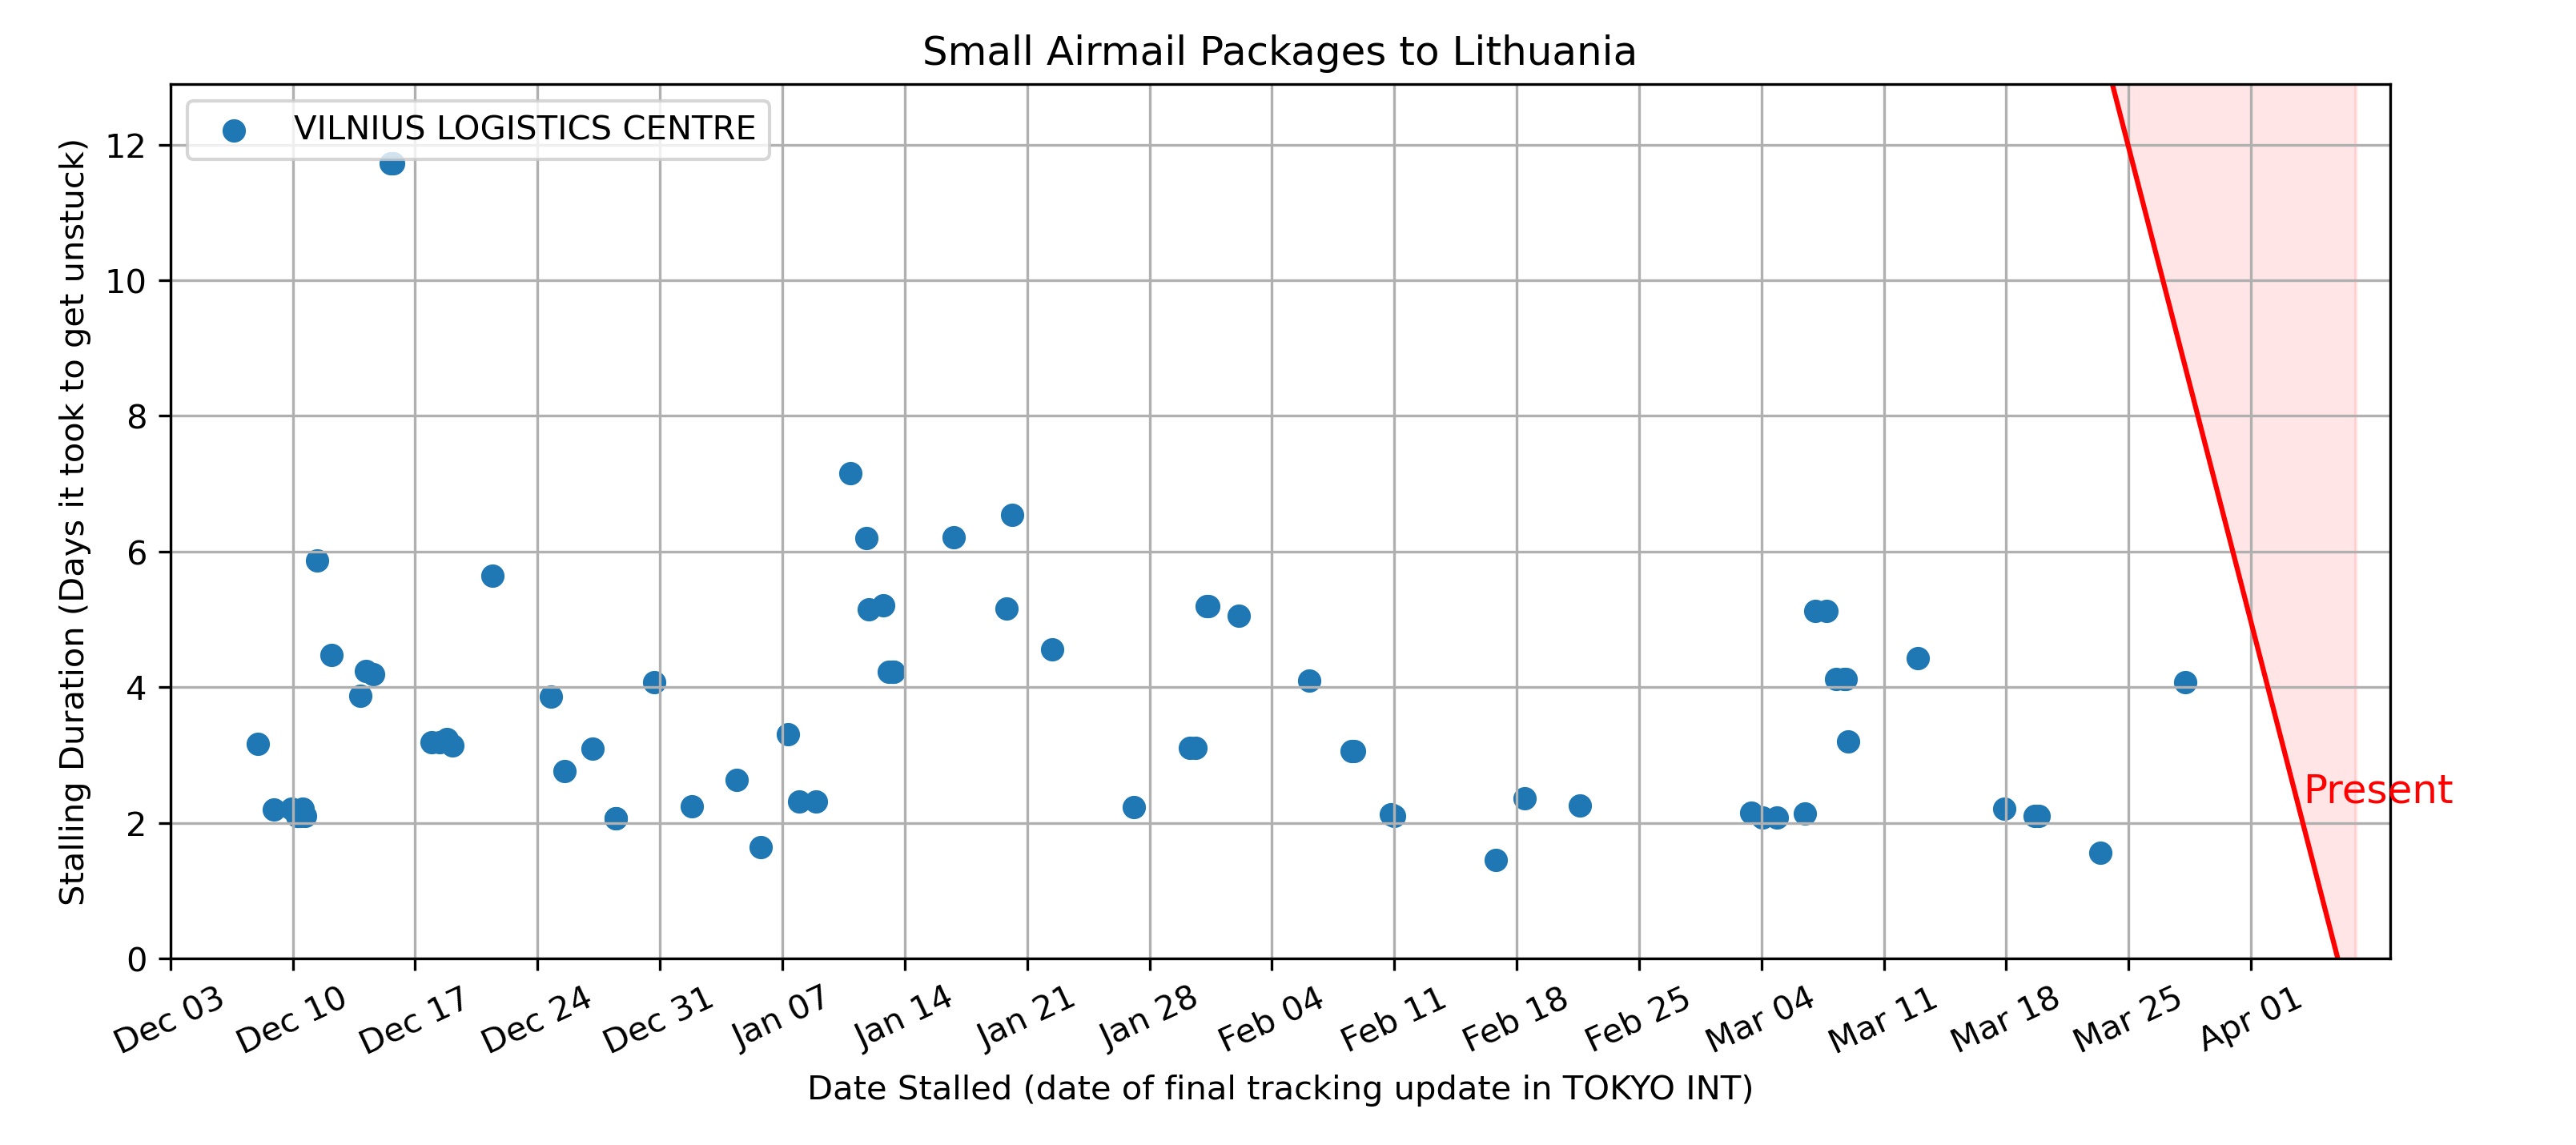 Small Airmail Packages to Lithuania
VILNIUS LOGISTICS CENTRE
Stalling Duration (Days it took to get unstuck)
12
10
8
6
4
2
0
Present
Dec 03
Dec 10
Dec 17
Dec 24
Dec 31
Jan 07
Jan 14
Jan 21
Jan 28
Feb 04
Feb 11
Feb 18
Feb 25
Mar 04
Mar 11
Mar 18
Mar 25
Apr 01
Date Stalled (date of final tracking update in TOKYO INT)